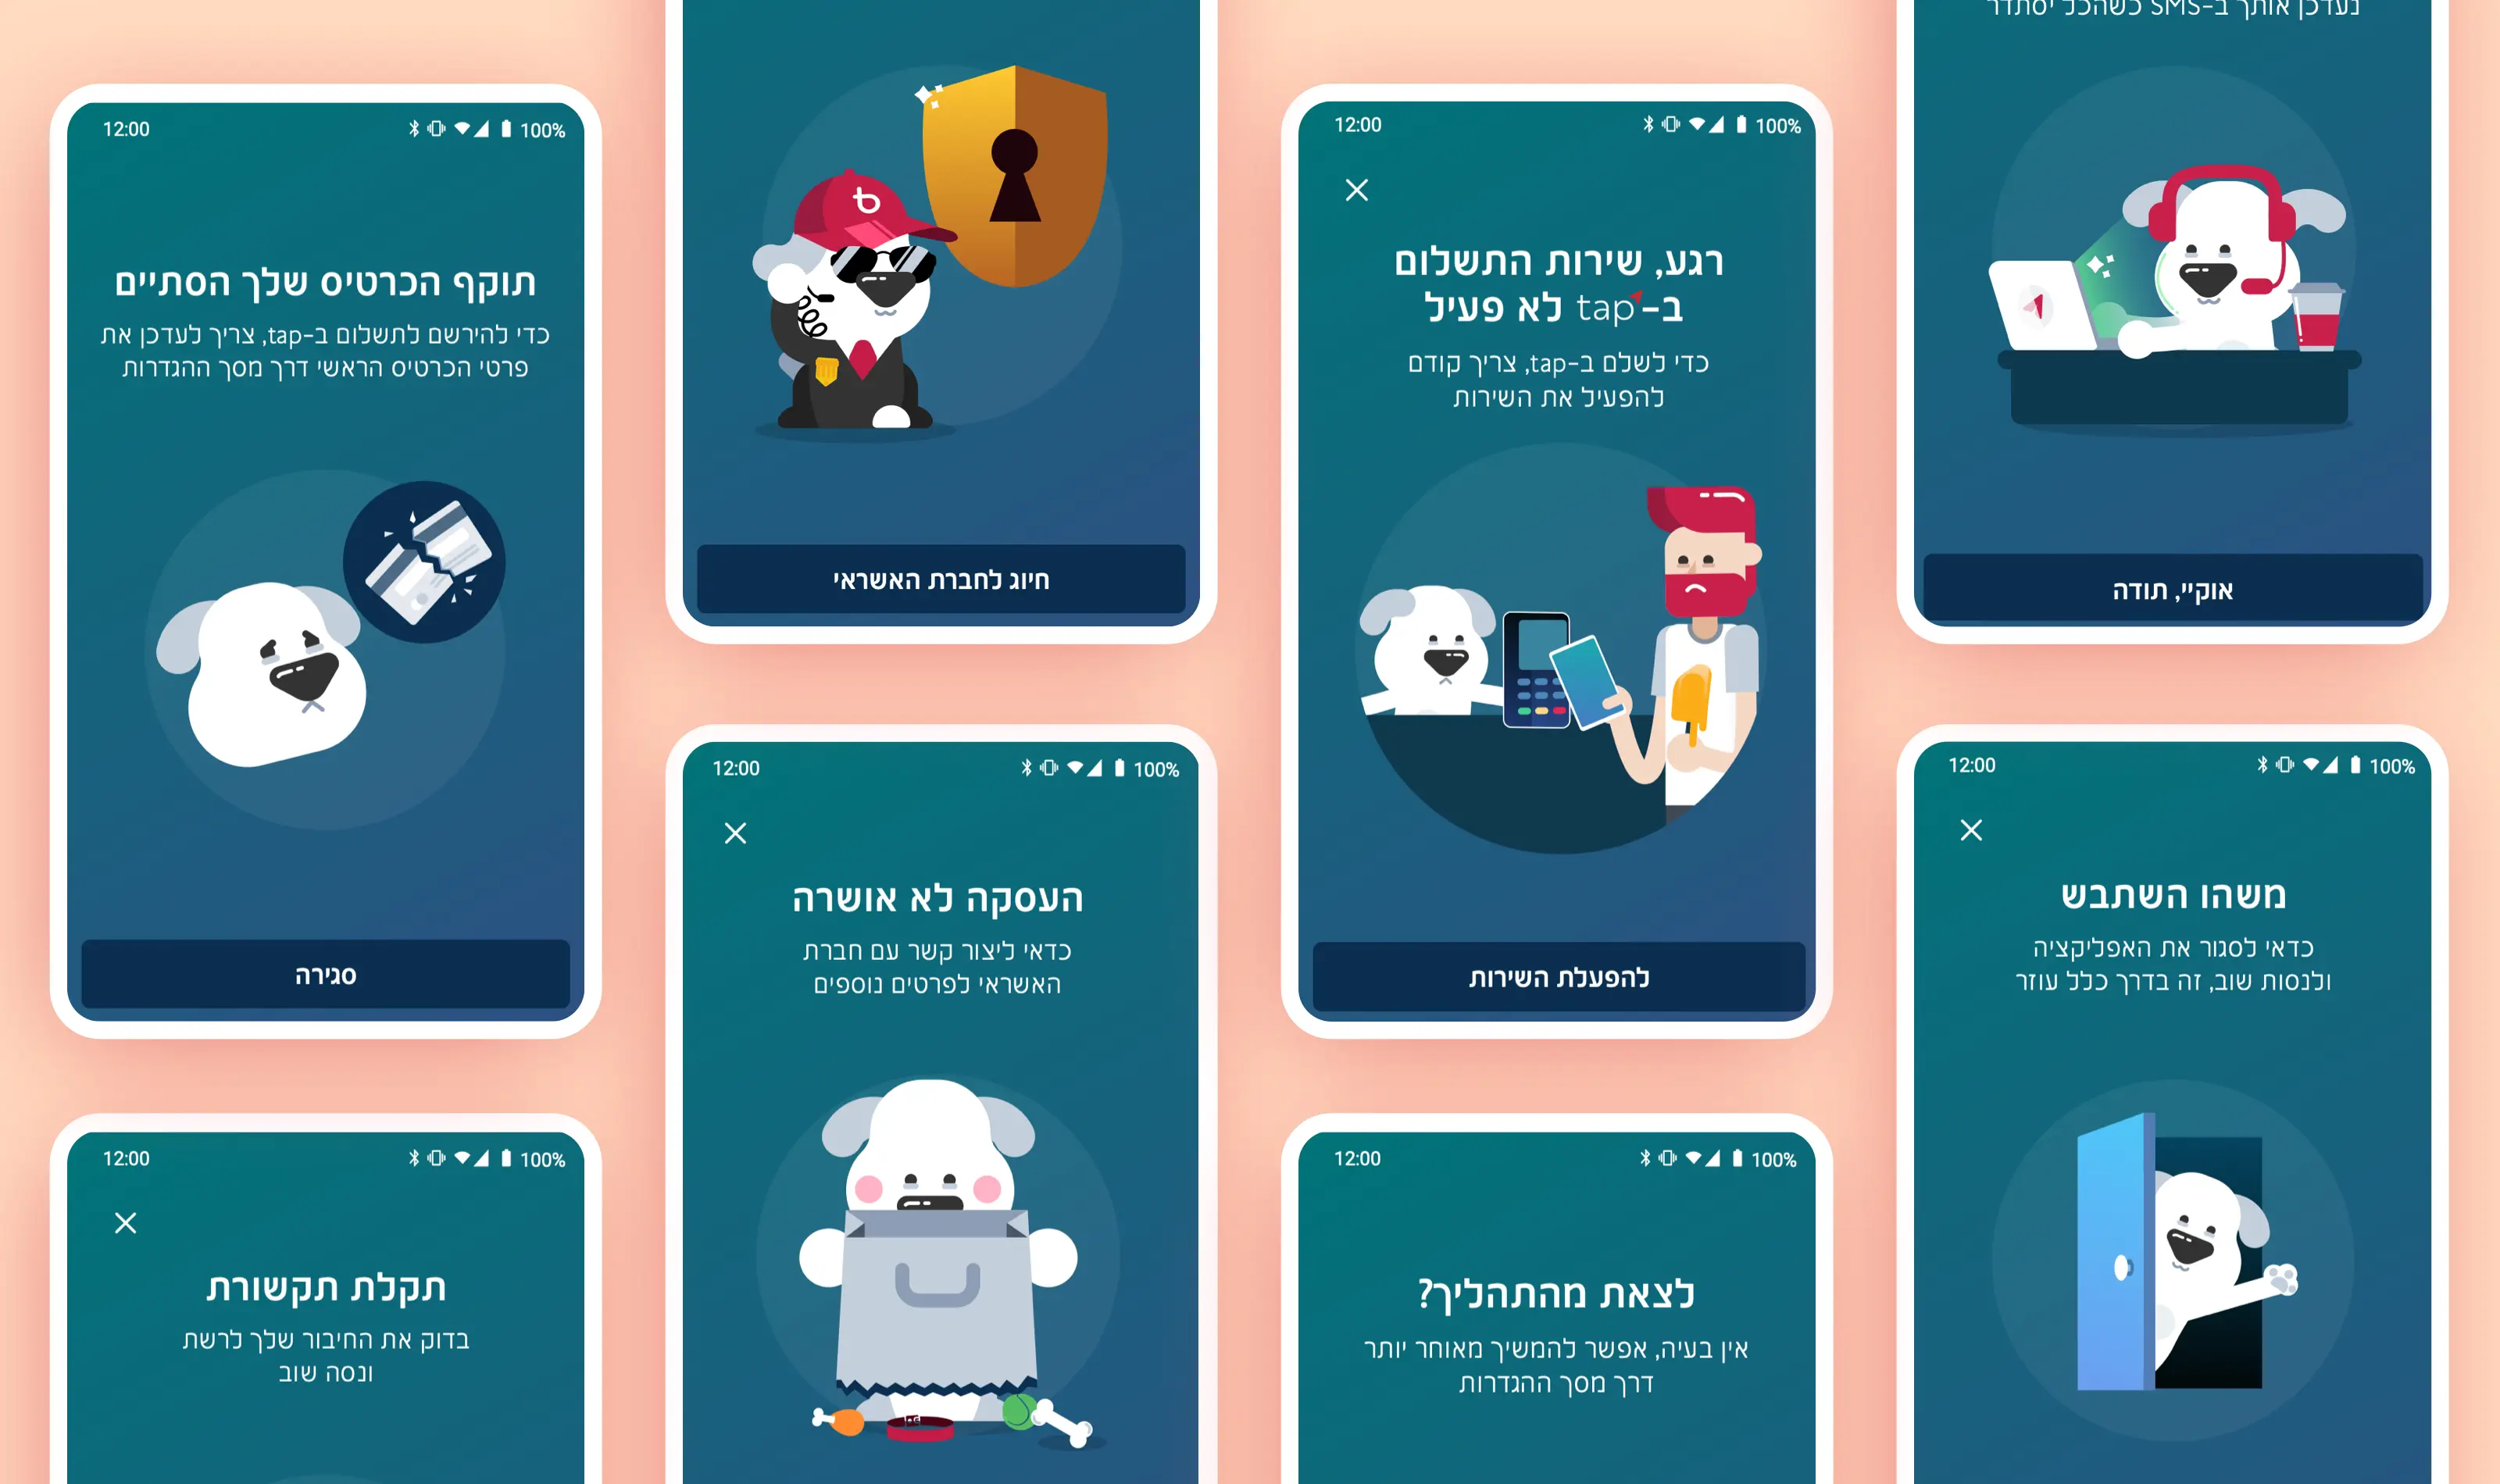 12:00
100%
תוקף הכרטיס שלך הסתיים
כדי להירשם לתשלום ב-tap, צריך לעדכן את
פרטי הכרטיס הראשי דרך מסך ההגדרות
סגירה
12:00
100%
תקלת תקשורת
בדוק את החיבור שלך לרשת
ונסה שוב
b
חיוג לחברת האשראי
12:00
100%
העסקה לא אושרה
כדאי ליצור קשר עם חברת
האשראי לפרטים נוספים
12:00
100%
רגע, שירות התשלום
ב-tap לא פעיל
כדי לשלם ב-tap, צריך קודם
להפעיל את השירות
להפעלת השירות
12:00
100%
לצאת מהתהליך?
אין בעיה, אפשר להמשיך מאוחר יותר
דרך מסך ההגדרות
נעדכן אותך ב-SMS כשהכל יסתדר
אוקיי, תודה
12:00
100%
משהו השתבש
כדאי לסגור את האפליקציה
ולנסות שוב, זה בדרך כלל עוזר